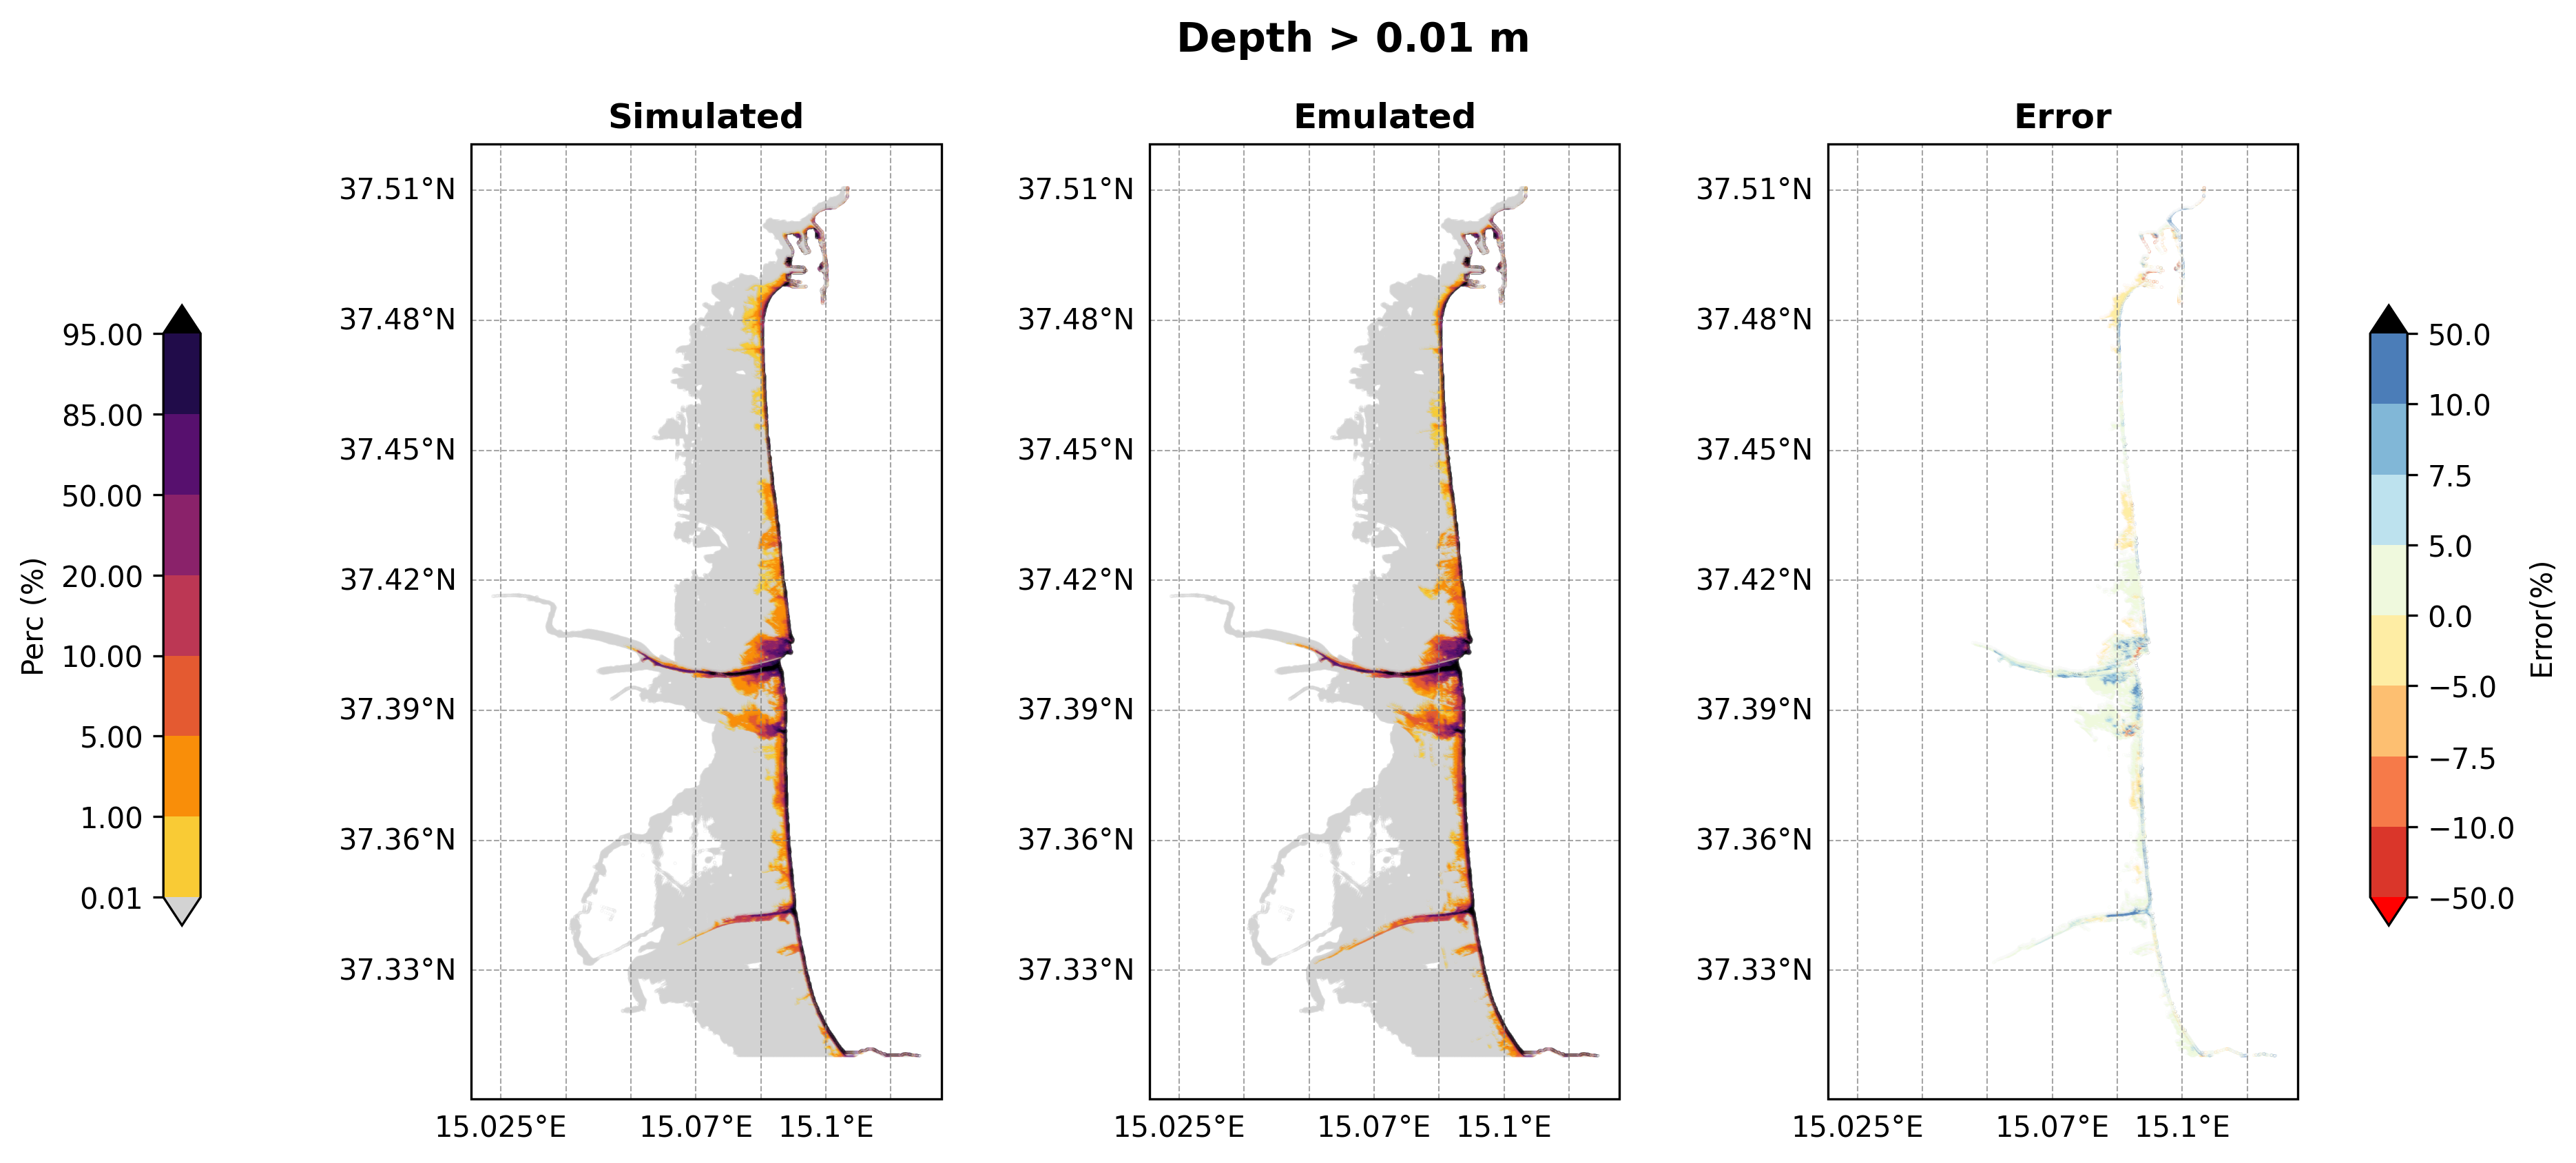 Depth > 0.01 m
Simulated
Emulated
Error
Perc (%)
95.00
85.00
50.00
20.00
10.00
5.00
1.00
0.01
37.51°N
37.48°N
37.45°N
37.42°N
37.39°N
37.36°N
37.33°N
15.025°E 15.07°E 15.1°E
37.51°N
37.48°N
37.45°N
37.42°N
37.39°N
37.36°N
37.33°N
15.025°E 15.07°E 15.1°E
37.51°N
37.48°N
37.45°N
37.42°N
37.39°N
37.36°N
37.33°N
15.025°E 15.07°E 15.1°E
50.0
10.0
7.5
5.0
0.0
−5.0
−7.5
−10.0
−50.0
Error(%)